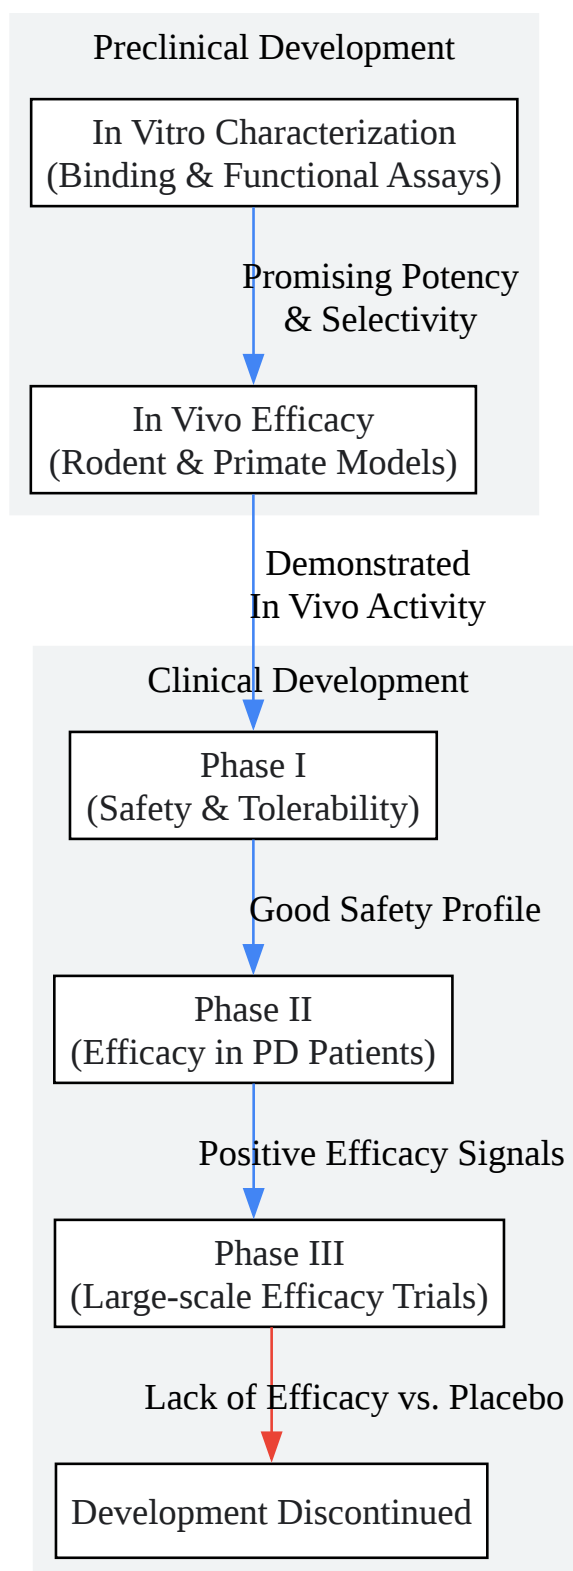 Preclinical Development
In Vitro Characterization
(Binding & Functional Assays)
Promising Potency
& Selectivity
In Vivo Efficacy
(Rodent & Primate Models)
Demonstrated
In Vivo Activity
Clinical Development
Phase I
(Safety & Tolerability)
Good Safety Profile
Phase II
(Efficacy in PD Patients)
Positive Efficacy Signals
Phase III
(Large-scale Efficacy Trials)
Lack of Efficacy vs. Placebo
Development Discontinued